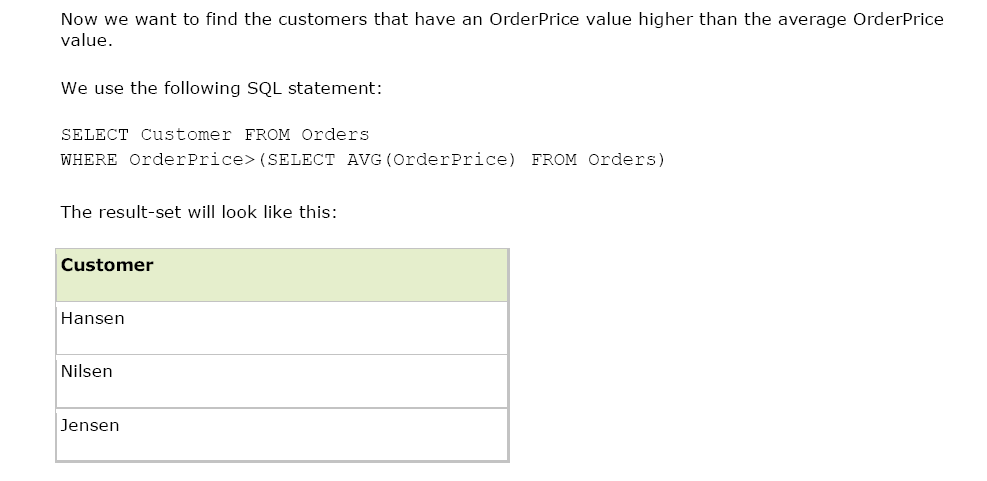 Now we want to find the customers that have an OrderPrice value higher than the average OrderPrice
value.
We use the following SQL statement:
SELECT Customer FROM Orders
WHERE OrderPrice>(SELECT AVG(OrderPrice) FROM Orders)
The result-set will look like this:
Customer
Hansen
Nilsen
Jensen